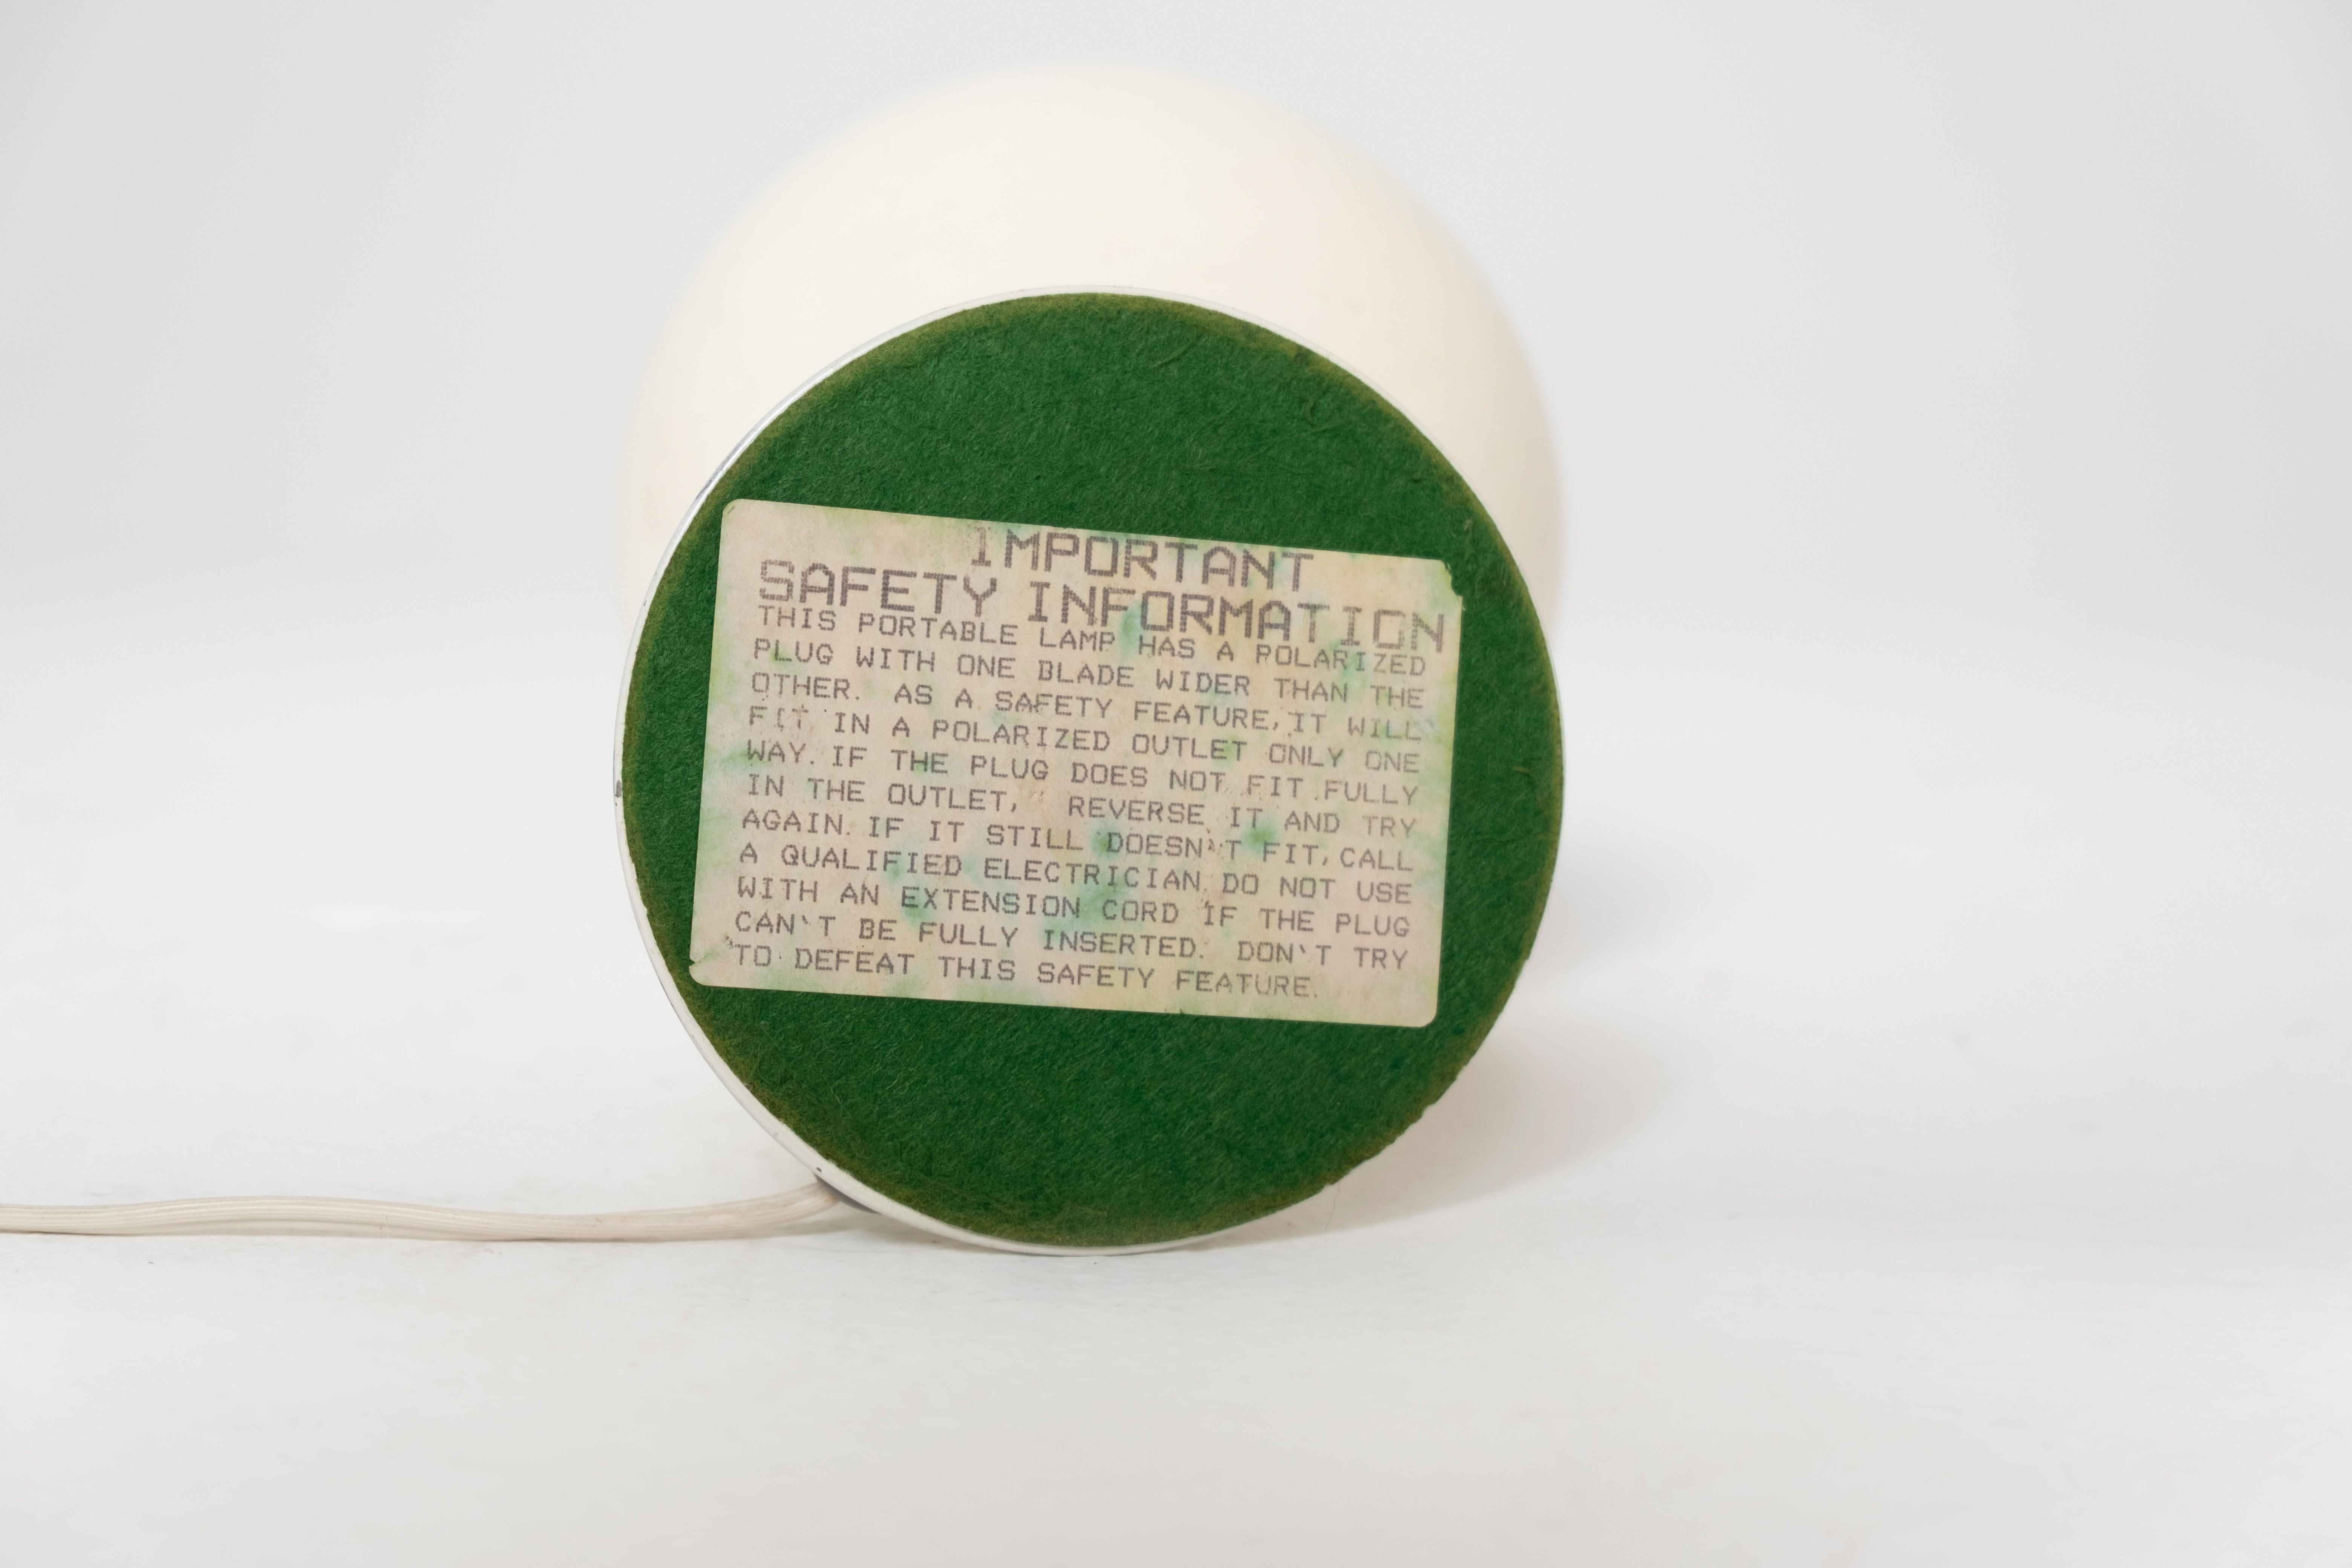 IMPORTANT
SAFETY INFORMATION
THIS PORTABLE LAMP HAS A POLARIZED
PLUG WITH ONE BLADE WIDER THAN THE
OTHER. AS A SAFETY FEATURE, IT WILL
FIT IN A POLARIZED OUTLET ONLY ONE
WAY. IF THE PLUG DOES NOT FIT FULLY
IN THE OUTLET, REVERSE IT AND TRY
AGAIN. IF IT STILL DOESN`T FIT, CALL
A QUALIFIED ELECTRICIAN. DO NOT USE
WITH AN EXTENSION CORD IF THE PLUG
CAN`T BE FULLY INSERTED. DON`T TRY
TO DEFEAT THIS SAFETY FEATURE.